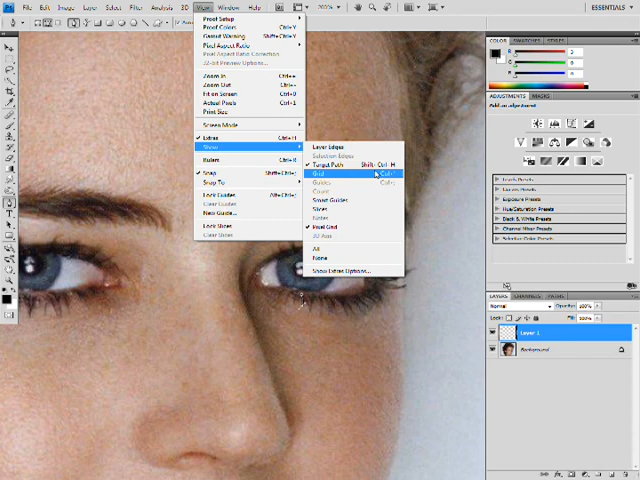 Ps File Edit Image Layer Select Filter Analysis 3D View Window Help Br 200% ESSENTIALS
Proof Setup
Proof Colors Ctrl+Y
Gamut Warning Shift+Ctrl+Y
Pixel Aspect Ratio
Pixel Aspect Ratio Correction
32-bit Preview Options...
Zoom In Ctrl++
Zoom Out Ctrl+-
Fit on Screen Ctrl+0
Actual Pixels Ctrl+1
Print Size
Screen Mode
Extras Ctrl+H
Show
Rulers Ctrl+R
Snap Shift+Ctrl+;
Snap To
Lock Guides Alt+Ctrl+;
Clear Guides
New Guide...
Lock Slices
Clear Slices
Layer Edges
Selection Edges
Target Path Shift+Ctrl+H
Grid Ctrl+'
Guides Ctrl+;
Count
Smart Guides
Slices
Notes
Pixel Grid
3D Axis
All
None
Show Extras Options...
COLOR SWATCHES STYLES
R
G
B
ADJUSTMENTS MASKS
Add an adjustment
Levels Presets
Curves Presets
Exposure Presets
Hue/Saturation Presets
Black & White Presets
Channel Mixer Presets
Selective Color Presets
LAYERS CHANNELS PATHS
Normal Opacity: 100%
Lock: Fill: 100%
Layer 1
Background